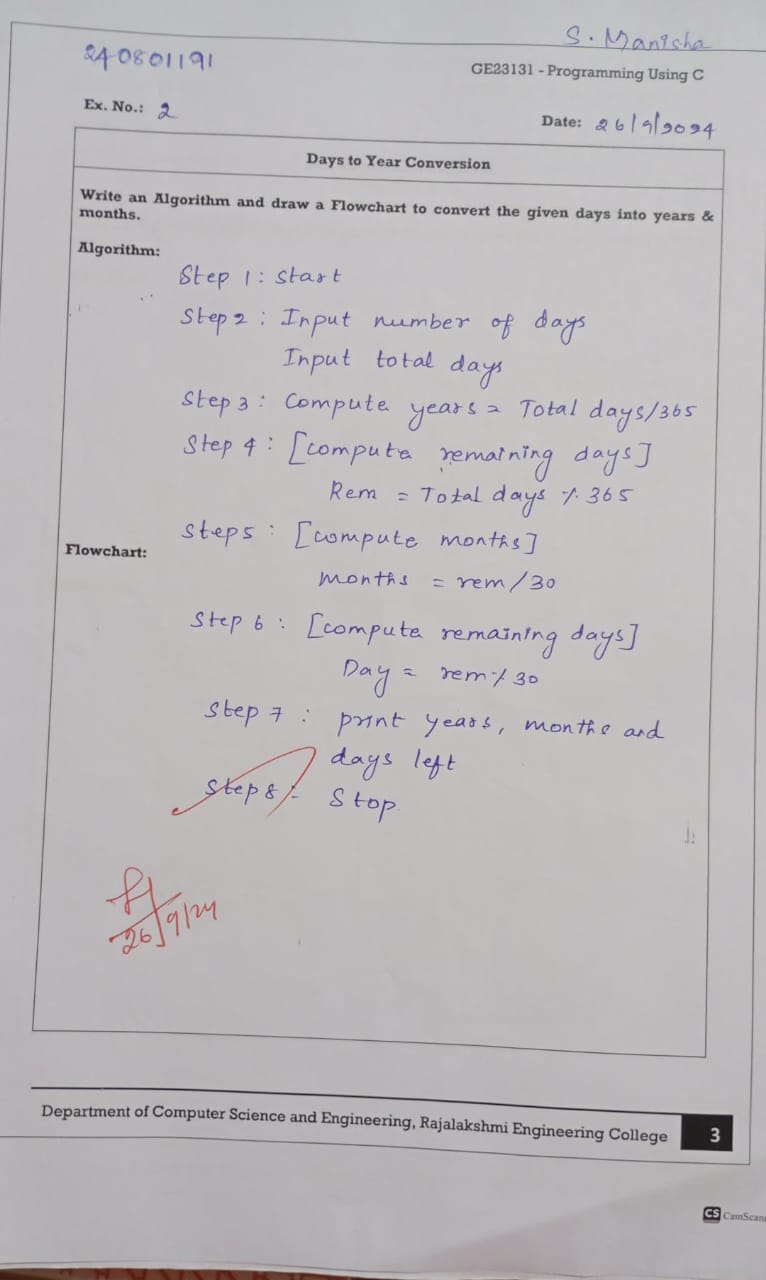 S. Manisha
240801191
GE23131 - Programming Using C
Ex. No.: 2
Date: 26/9/2024
Days to Year Conversion
Write an Algorithm and draw a Flowchart to convert the given days into years &
months.
Algorithm:
Step 1: Start
Step 2: Input number of days
Input total days
Step 3: Compute years = Total days/365
Step 4: [compute remaining days]
Rem = Total days % 365
Step 5: [compute months]
Flowchart:
months = rem/30
Step 6: [compute remaining days]
Day = rem % 30
Step 7: print years, months and
days left
Step 8:- Stop.
26/9/24
Department of Computer Science and Engineering, Rajalakshmi Engineering College
3
CS CamScan